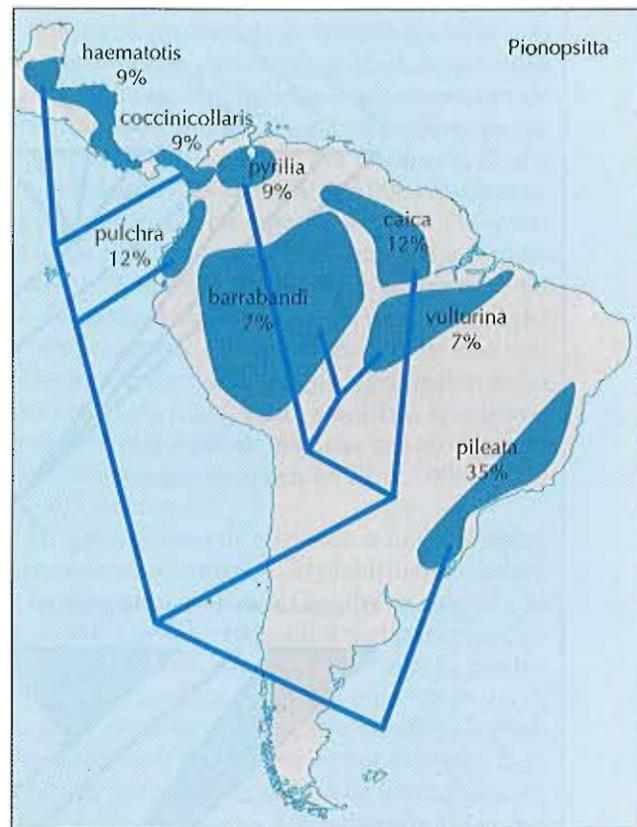 Pionopsitta
haematotis
9%
coccinicollaris
9%
pyrilia
9%
pulchra
12%
caica
12%
barrabandi
7%
vulturina
7%
pileata
35%